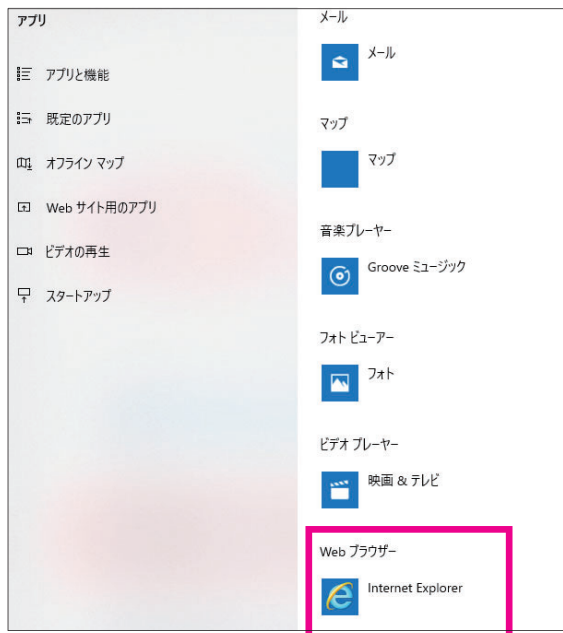 アプリ
アプリと機能
既定のアプリ
オフライン マップ
Web サイト用のアプリ
ビデオの再生
スタートアップ
メール
メール
マップ
マップ
音楽プレーヤー
Groove ミュージック
フォト ビューアー
フォト
ビデオ プレーヤー
映画 & テレビ
Web ブラウザー
Internet Explorer